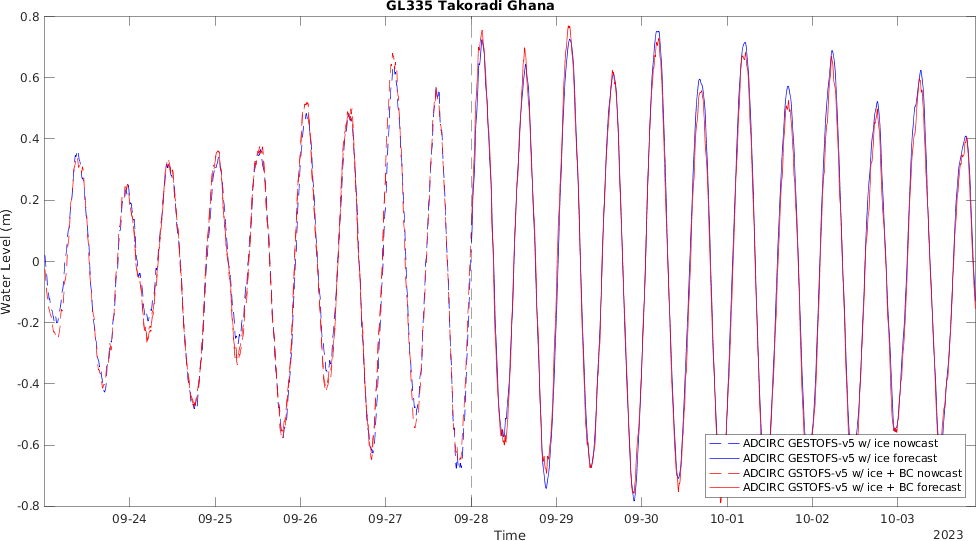 GL335 Takoradi Ghana
0.8
0.6
0.4
0.2
0
-0.2
-0.4
-0.6
-0.8
Water Level (m)
ADCIRC GESTOFS-v5 w/ ice nowcast
ADCIRC GESTOFS-v5 w/ ice forecast
ADCIRC GSTOFS-v5 w/ ice + BC nowcast
ADCIRC GSTOFS-v5 w/ ice + BC forecast
09-24 09-25 09-26 09-27 09-28 09-29 09-30 10-01 10-02 10-03
Time
2023